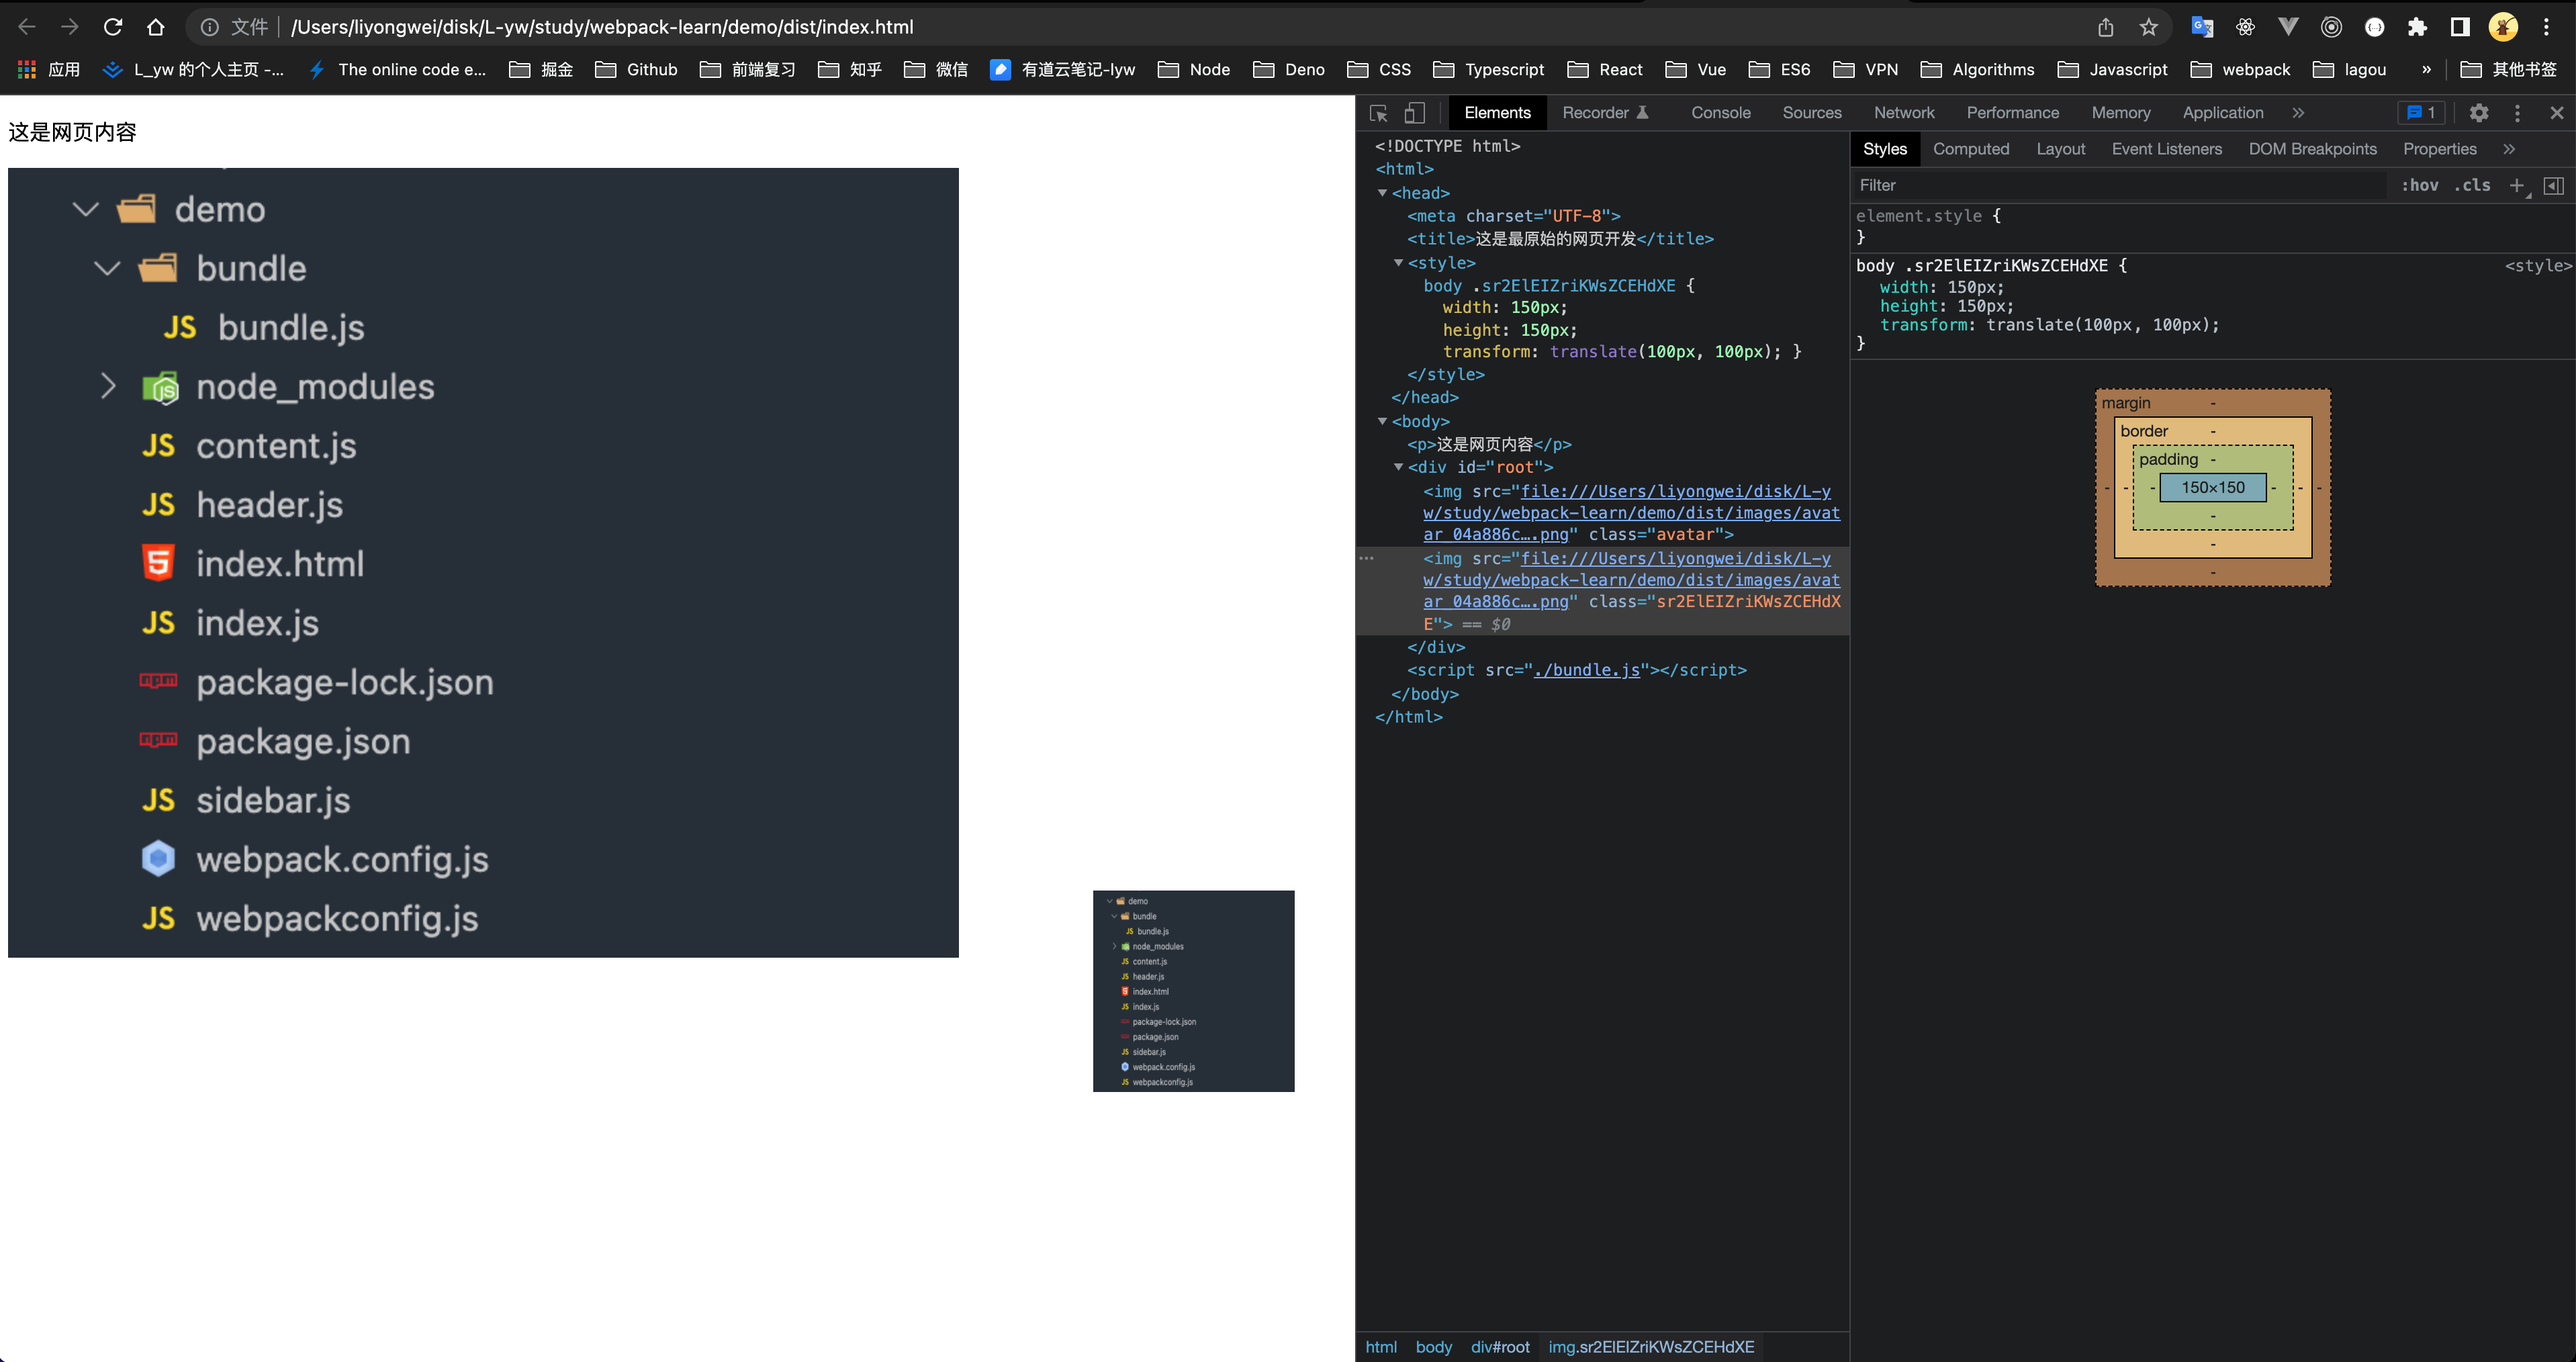 文件 /Users/liyongwei/disk/L-yw/study/webpack-learn/demo/dist/index.html
应用 L_yw 的个人主页 -... The online code e... 掘金 Github 前端复习 知乎 微信 有道云笔记-lyw Node Deno CSS Typescript React Vue ES6 VPN Algorithms Javascript webpack lagou » 其他书签
这是网页内容
demo
bundle
JS bundle.js
node_modules
JS content.js
JS header.js
index.html
JS index.js
npm package-lock.json
npm package.json
JS sidebar.js
webpack.config.js
JS webpackconfig.js
demo
bundle
JS bundle.js
node_modules
JS content.js
JS header.js
index.html
JS index.js
package-lock.json
package.json
JS sidebar.js
webpack.config.js
JS webpackconfig.js
Elements Recorder Console Sources Network Performance Memory Application » 1
<!DOCTYPE html>
<html>
<head>
<meta charset="UTF-8">
<title>这是最原始的网页开发</title>
<style>
body .sr2ElEIZriKWsZCEHdXE {
width: 150px;
height: 150px;
transform: translate(100px, 100px); }
</style>
</head>
<body>
<p>这是网页内容</p>
<div id="root">
<img src="file:///Users/liyongwei/disk/L-y
w/study/webpack-learn/demo/dist/images/avat
ar_04a886c….png" class="avatar">
<img src="file:///Users/liyongwei/disk/L-y
w/study/webpack-learn/demo/dist/images/avat
ar_04a886c….png" class="sr2ElEIZriKWsZCEHdX
E"> == $0
</div>
<script src="./bundle.js"></script>
</body>
</html>
html body div#root img.sr2ElEIZriKWsZCEHdXE
Styles Computed Layout Event Listeners DOM Breakpoints Properties »
Filter :hov .cls +
element.style {
}
body .sr2ElEIZriKWsZCEHdXE { <style>
width: 150px;
height: 150px;
transform: translate(100px, 100px);
}
margin -
border -
padding -
- - - 150×150 - - -
-
-
-